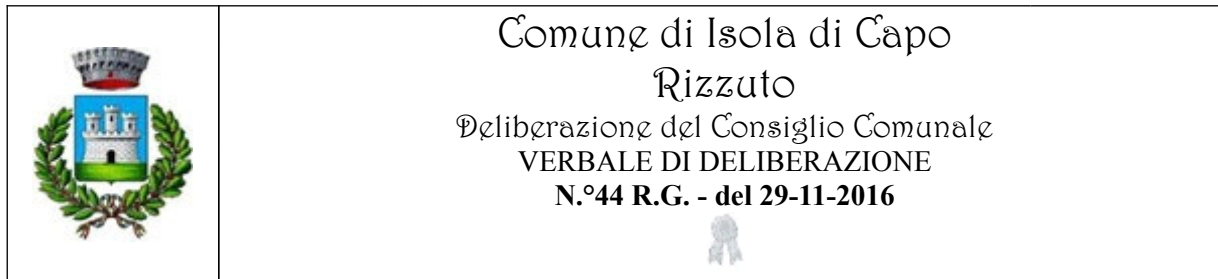 Comune di Isola di Capo
Rizzuto
Deliberazione del Consiglio Comunale
VERBALE DI DELIBERAZIONE
N.°44 R.G. - del 29-11-2016